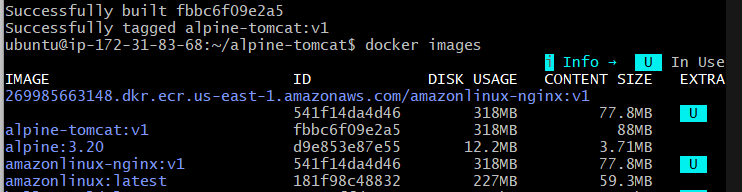 Successfully built fbbc6f09e2a5
Successfully tagged alpine-tomcat:v1
ubuntu@ip-172-31-83-68:~/alpine-tomcat$ docker images
i Info → U In Use
IMAGE ID DISK USAGE CONTENT SIZE EXTRA
269985663148.dkr.ecr.us-east-1.amazonaws.com/amazonlinux-nginx:v1
541f14da4d46 318MB 77.8MB U
alpine-tomcat:v1 fbbc6f09e2a5 318MB 88MB
alpine:3.20 d9e853e87e55 12.2MB 3.71MB
amazonlinux-nginx:v1 541f14da4d46 318MB 77.8MB U
amazonlinux:latest 181f98c48832 227MB 59.3MB